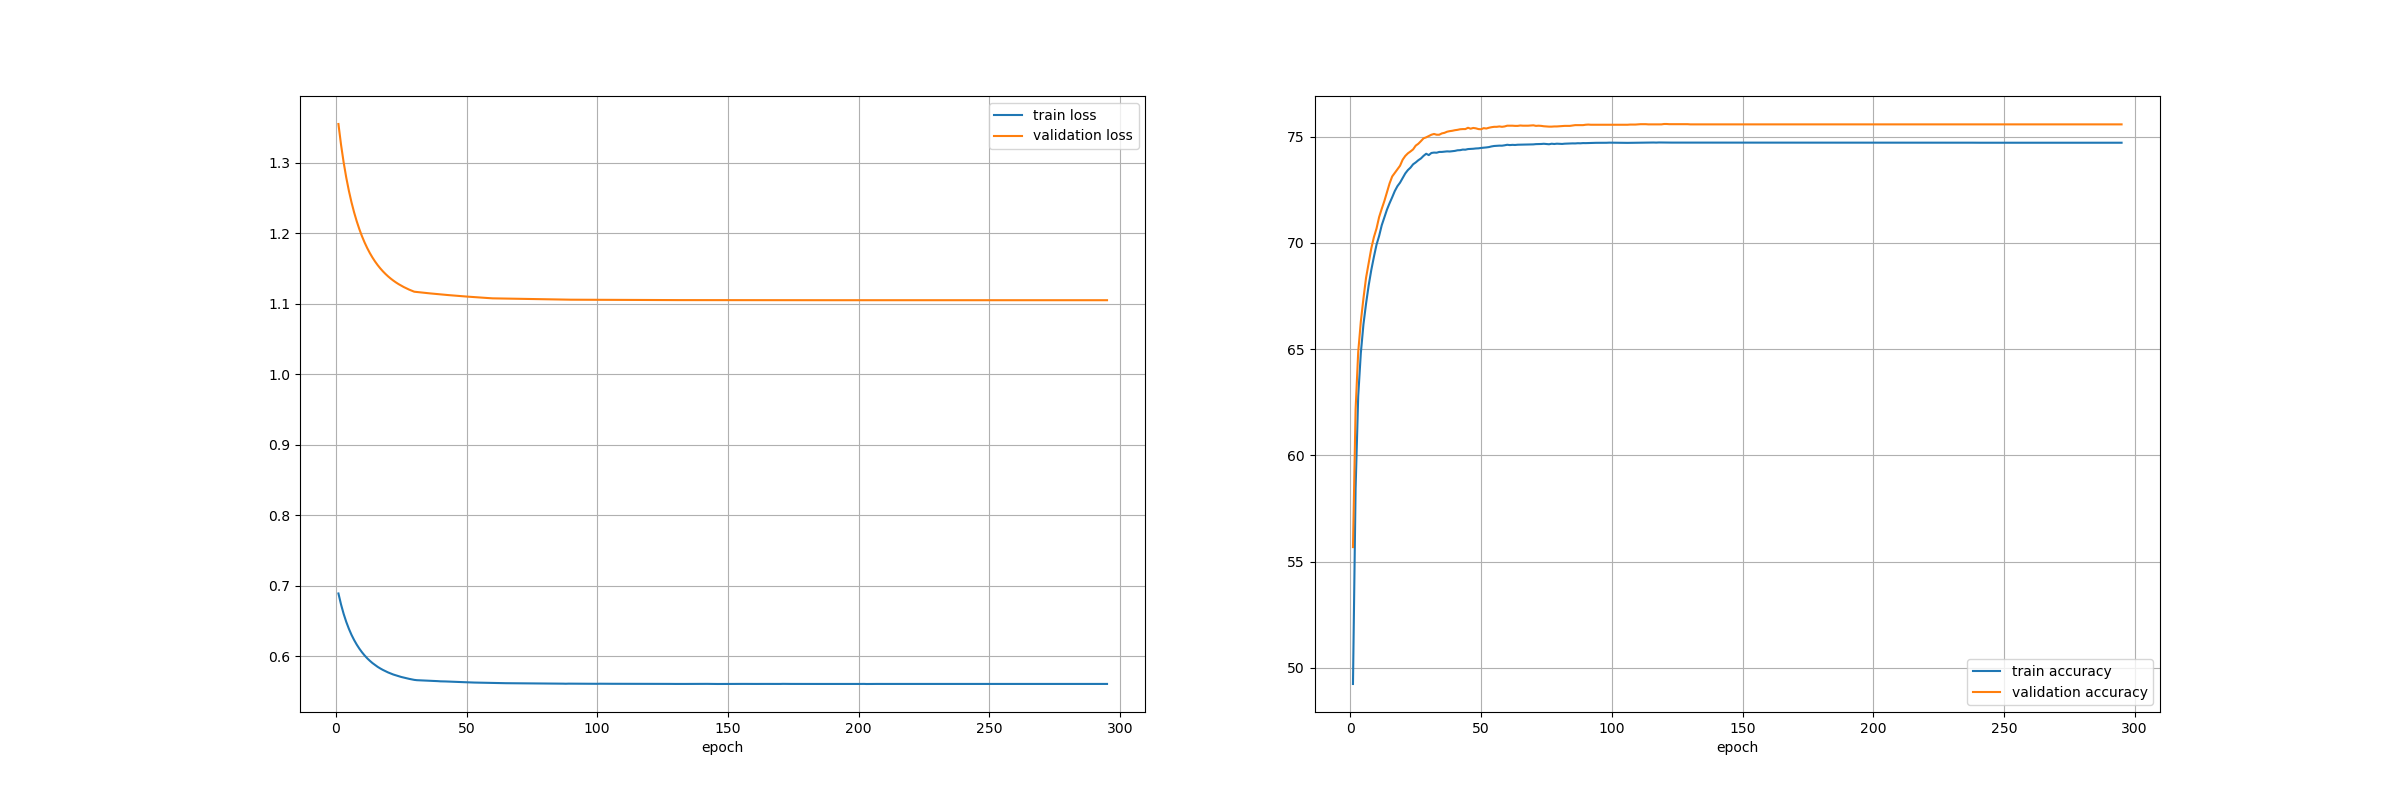 train loss
validation loss
1.3
1.2
1.1
1.0
0.9
0.8
0.7
0.6
0 50 100 150 200 250 300
epoch
75
70
65
60
55
50
train accuracy
validation accuracy
0 50 100 150 200 250 300
epoch